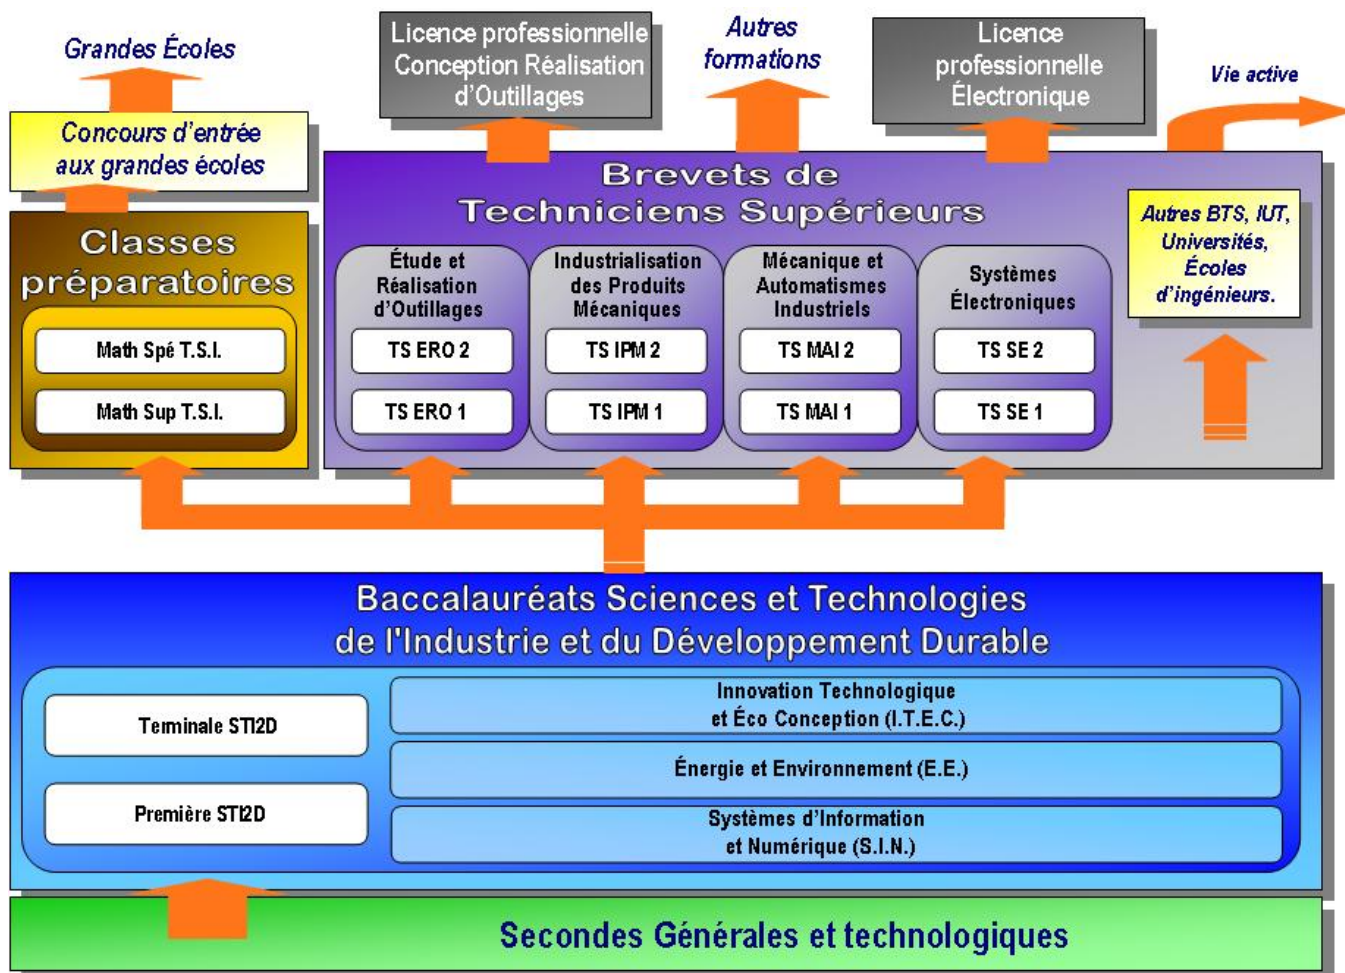 Grandes Écoles
Licence professionnelle
Conception Réalisation
d'Outillages
Autres
formations
Licence
professionnelle
Électronique
Vie active
Concours d'entrée
aux grandes écoles
Brevets de
Techniciens Supérieurs
Classes
préparatoires
Math Spé T.S.I.
Math Sup T.S.I.
Étude et
Réalisation
d'Outillages
TS ERO 2
TS ERO 1
Industrialisation
des Produits
Mécaniques
TS IPM 2
TS IPM 1
Mécanique et
Automatismes
Industriels
TS MAI 2
TS MAI 1
Systèmes
Électroniques
TS SE 2
TS SE 1
Autres BTS, IUT,
Universités,
Écoles
d'ingénieurs.
Baccalauréats Sciences et Technologies
de l'Industrie et du Développement Durable
Terminale STI2D
Première STI2D
Innovation Technologique
et Éco Conception (I.T.E.C.)
Énergie et Environnement (E.E.)
Systèmes d'Information
et Numérique (S.I.N.)
Secondes Générales et technologiques